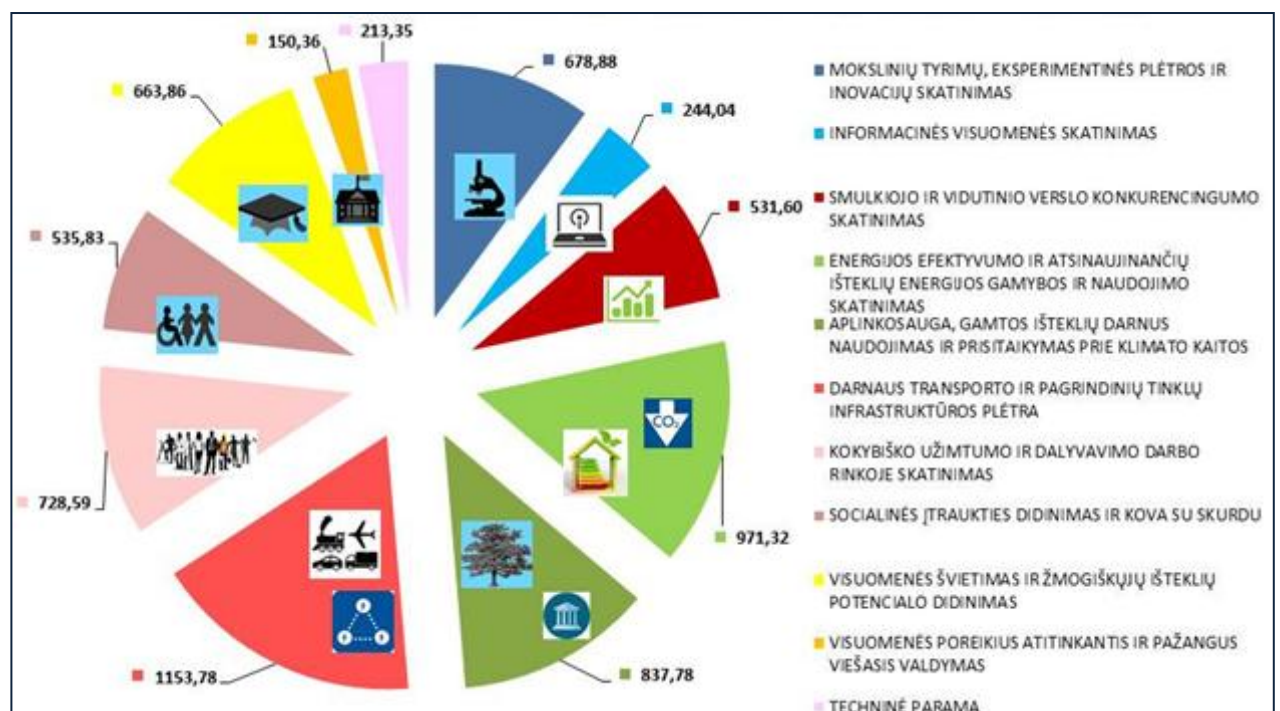 213,35
150,36
678,88
663,86
244,04
531,60
535,83
728,59
971,32
1153,78
837,78
CO₂
MOKSLINIŲ TYRIMŲ, EKSPERIMENTINĖS PLĖTROS IR
INOVACIJŲ SKATINIMAS
INFORMACINĖS VISUOMENĖS SKATINIMAS
SMULKIOJO IR VIDUTINIO VERSLO KONKURENCINGUMO
SKATINIMAS
ENERGIJOS EFEKTYVUMO IR ATSINAUJINANČIŲ
IŠTEKLIŲ ENERGIJOS GAMYBOS IR NAUDOJIMO
SKATINIMAS
APLINKOSAUGA, GAMTOS IŠTEKLIŲ DARNUS
NAUDOJIMAS IR PRISITAIKYMAS PRIE KLIMATO KAITOS
DARNAUS TRANSPORTO IR PAGRINDINIŲ TINKLŲ
INFRASTRUKTŪROS PLĖTRA
KOKYBIŠKO UŽIMTUMO IR DALYVAVIMO DARBO
RINKOJE SKATINIMAS
SOCIALINĖS ĮTRAUKTIES DIDINIMAS IR KOVA SU SKURDU
VISUOMENĖS ŠVIETIMAS IR ŽMOGIŠKŲJŲ IŠTEKLIŲ
POTENCIALO DIDINIMAS
VISUOMENĖS POREIKIUS ATITINKANTIS IR PAŽANGUS
VIEŠASIS VALDYMAS
TECHNINĖ PARAMA